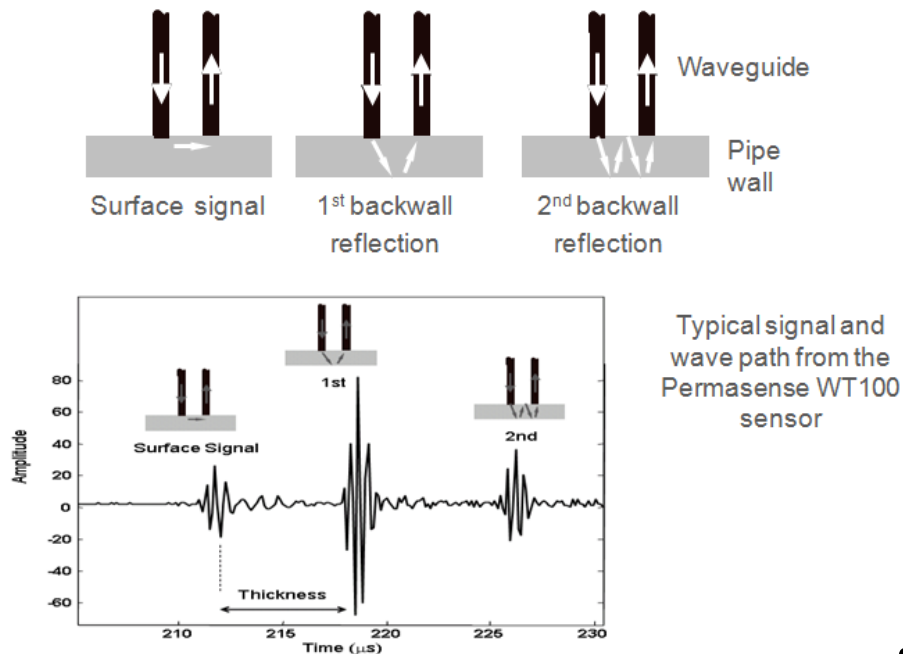 Waveguide
Pipe
wall
Surface signal
1st backwall
reflection
2nd backwall
reflection
Typical signal and
wave path from the
Permasense WT100
sensor
1st
2nd
Surface Signal
Amplitude
80
60
40
20
0
-20
-40
-60
Thickness
210
215
220
225
230
Time (μs)